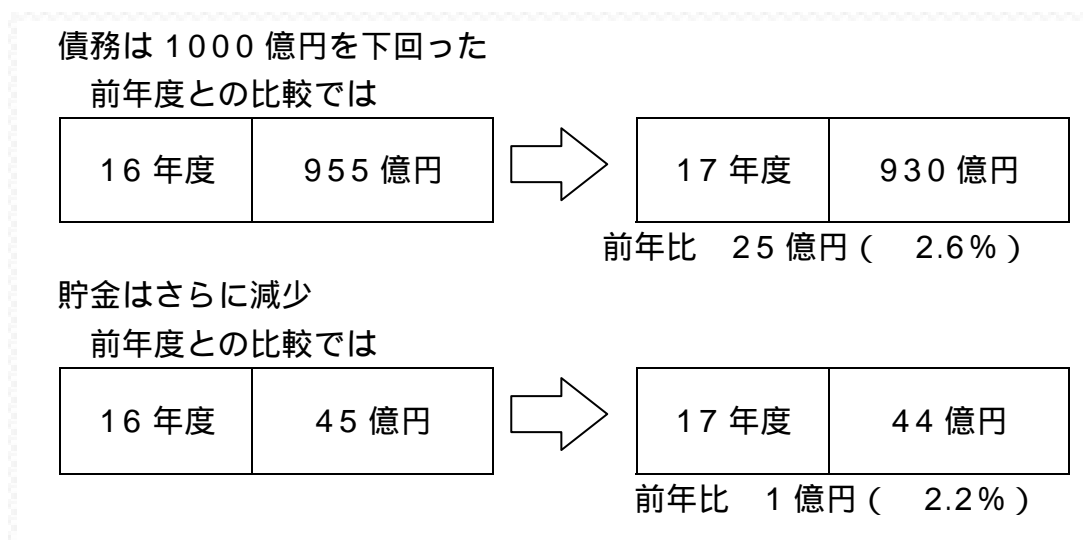 債務は1000億円を下回った
前年度との比較では
16年度 955億円 17年度 930億円
前年比 25億円( 2.6%)
貯金はさらに減少
前年度との比較では
16年度 45億円 17年度 44億円
前年比 1億円( 2.2%)